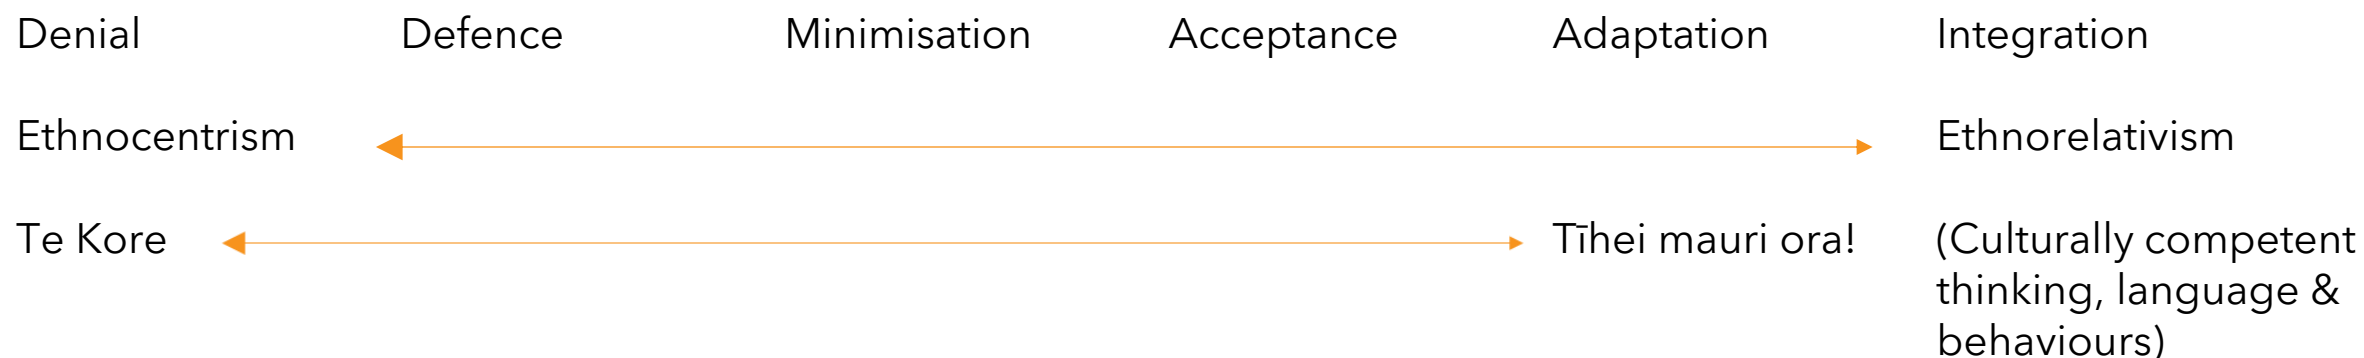 Denial Defence Minimisation Acceptance Adaptation Integration
Ethnocentrism Ethnorelativism
Te Kore Tīhei mauri ora! (Culturally competent
thinking, language &
behaviours)